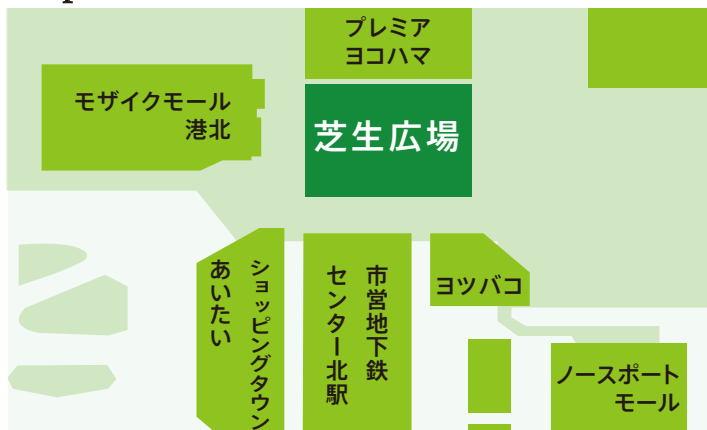 プレミア
ヨコハマ
モザイクモール
港北
芝生広場
ショッピングタウン
あいたい
市営地下鉄
センター北駅
ヨツバコ
ノースポート
モール